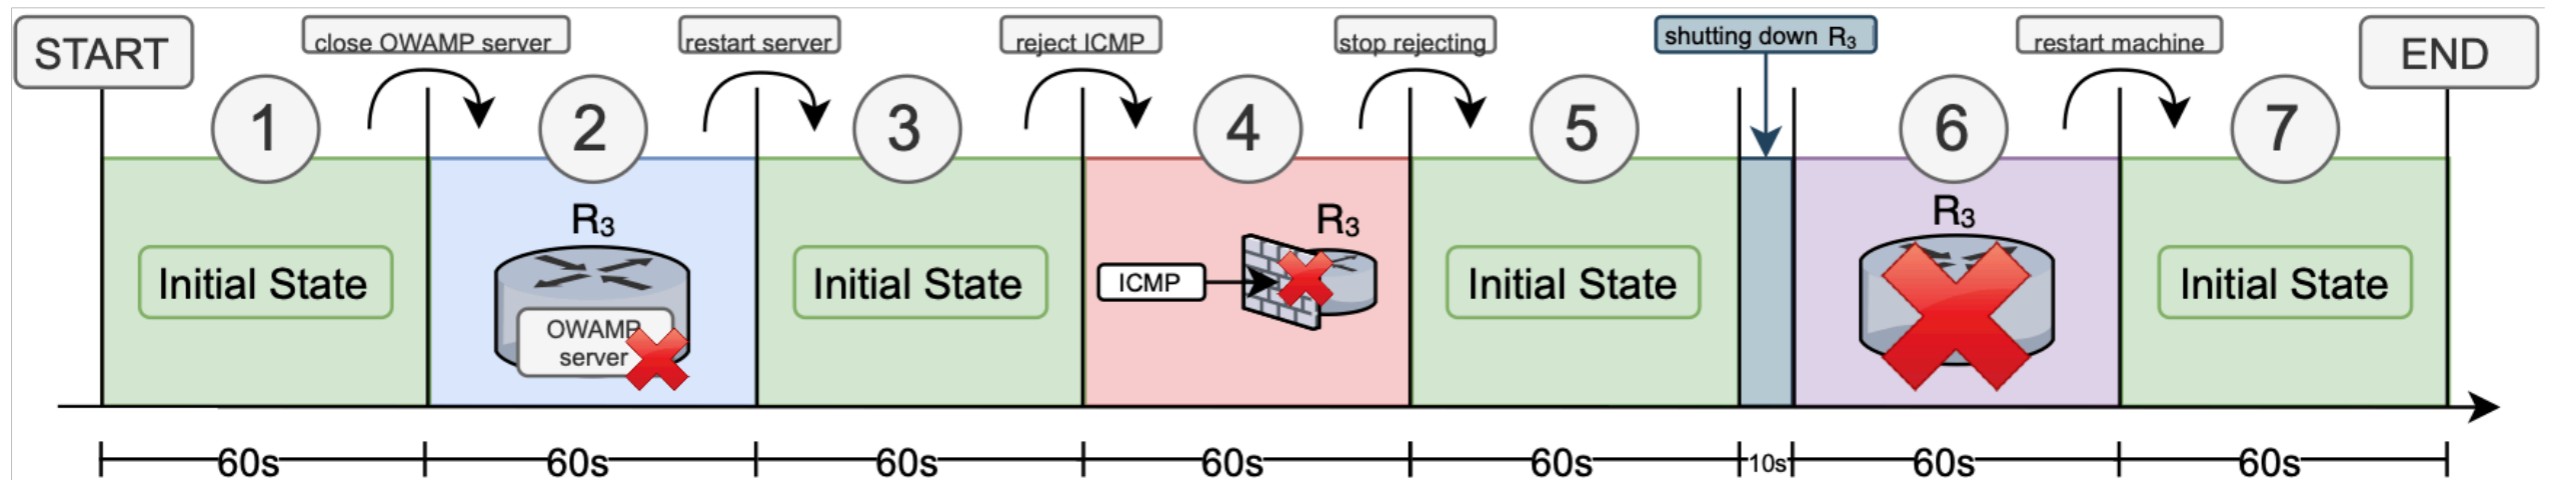 START
close OWAMP server
restart server
reject ICMP
stop rejecting
shutting down R₃
restart machine
END
1
2
3
4
5
6
7
Initial State
R₃
OWAMP
server
Initial State
ICMP
R₃
Initial State
R₃
Initial State
60s
60s
60s
60s
60s
10s
60s
60s